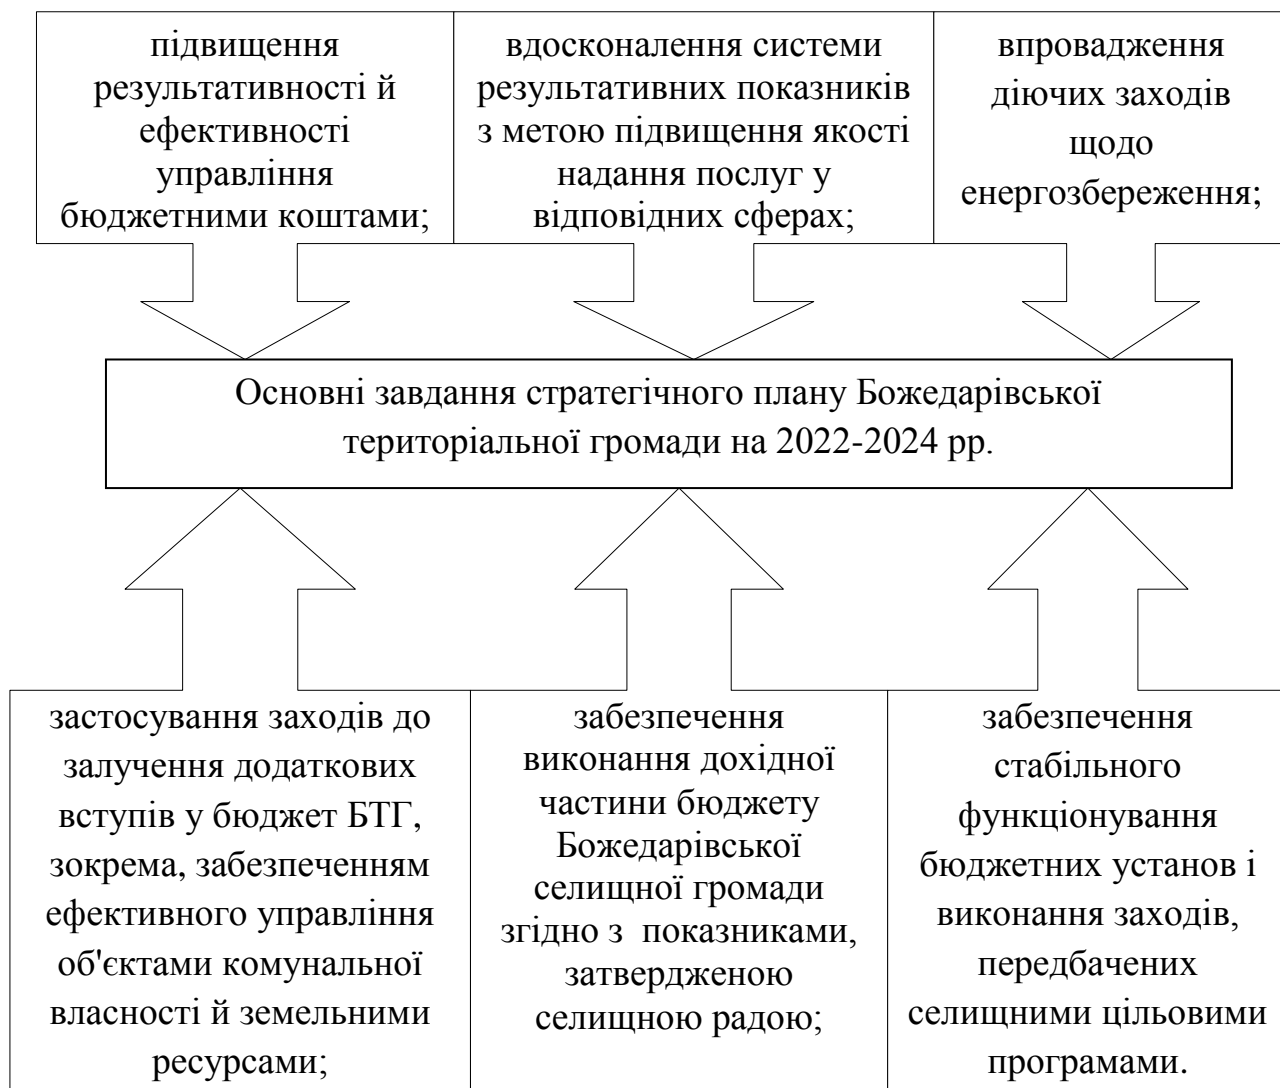 підвищення
результативності й
ефективності
управління
бюджетними коштами;
вдосконалення системи
результативних показників
з метою підвищення якості
надання послуг у
відповідних сферах;
впровадження
діючих заходів
щодо
енергозбереження;
Основні завдання стратегічного плану Божедарівської
територіальної громади на 2022-2024 рр.
застосування заходів до
залучення додаткових
вступів у бюджет БТГ,
зокрема, забезпеченням
ефективного управління
об'єктами комунальної
власності й земельними
ресурсами;
забезпечення
виконання дохідної
частини бюджету
Божедарівської
селищної громади
згідно з  показниками,
затвердженою
селищною радою;
забезпечення
стабільного
функціонування
бюджетних установ і
виконання заходів,
передбачених
селищними цільовими
програмами.